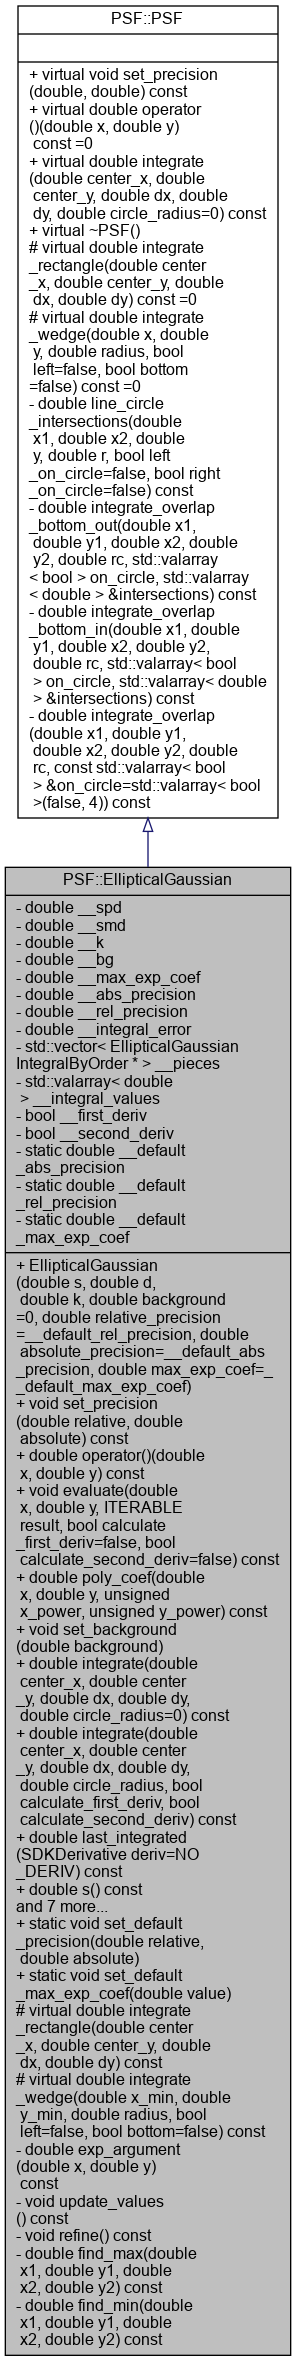 PSF::PSF
+ virtual void set_precision
(double, double) const
+ virtual double operator
()(double x, double y)
const =0
+ virtual double integrate
(double center_x, double
center_y, double dx, double
dy, double circle_radius=0) const
+ virtual ~PSF()
# virtual double integrate
_rectangle(double center
_x, double center_y, double
dx, double dy) const =0
# virtual double integrate
_wedge(double x, double
y, double radius, bool
left=false, bool bottom
=false) const =0
- double line_circle
_intersections(double
x1, double x2, double
y, double r, bool left
_on_circle=false, bool right
_on_circle=false) const
- double integrate_overlap
_bottom_out(double x1,
double y1, double x2, double
y2, double rc, std::valarray
< bool > on_circle, std::valarray
< double > &intersections) const
- double integrate_overlap
_bottom_in(double x1, double
y1, double x2, double y2,
double rc, std::valarray< bool
> on_circle, std::valarray< double
> &intersections) const
- double integrate_overlap
(double x1, double y1,
double x2, double y2, double
rc, const std::valarray< bool
> &on_circle=std::valarray< bool
>(false, 4)) const
PSF::EllipticalGaussian
- double __spd
- double __smd
- double __k
- double __bg
- double __max_exp_coef
- double __abs_precision
- double __rel_precision
- double __integral_error
- std::vector< EllipticalGaussian
IntegralByOrder * > __pieces
- std::valarray< double
> __integral_values
- bool __first_deriv
- bool __second_deriv
- static double __default
_abs_precision
- static double __default
_rel_precision
- static double __default
_max_exp_coef
+ EllipticalGaussian
(double s, double d,
double k, double background
=0, double relative_precision
=__default_rel_precision, double
absolute_precision=__default_abs
_precision, double max_exp_coef=_
_default_max_exp_coef)
+ void set_precision
(double relative, double
absolute) const
+ double operator()(double
x, double y) const
+ void evaluate(double
x, double y, ITERABLE
result, bool calculate
_first_deriv=false, bool
calculate_second_deriv=false) const
+ double poly_coef(double
x, double y, unsigned
x_power, unsigned y_power) const
+ void set_background
(double background)
+ double integrate(double
center_x, double center
_y, double dx, double dy,
double circle_radius=0) const
+ double integrate(double
center_x, double center
_y, double dx, double dy,
double circle_radius, bool
calculate_first_deriv, bool
calculate_second_deriv) const
+ double last_integrated
(SDKDerivative deriv=NO
_DERIV) const
+ double s() const
and 7 more...
+ static void set_default
_precision(double relative,
double absolute)
+ static void set_default
_max_exp_coef(double value)
# virtual double integrate
_rectangle(double center
_x, double center_y, double
dx, double dy) const
# virtual double integrate
_wedge(double x_min, double
y_min, double radius, bool
left=false, bool bottom=false) const
- double exp_argument
(double x, double y)
const
- void update_values
() const
- void refine() const
- double find_max(double
x1, double y1, double
x2, double y2) const
- double find_min(double
x1, double y1, double
x2, double y2) const